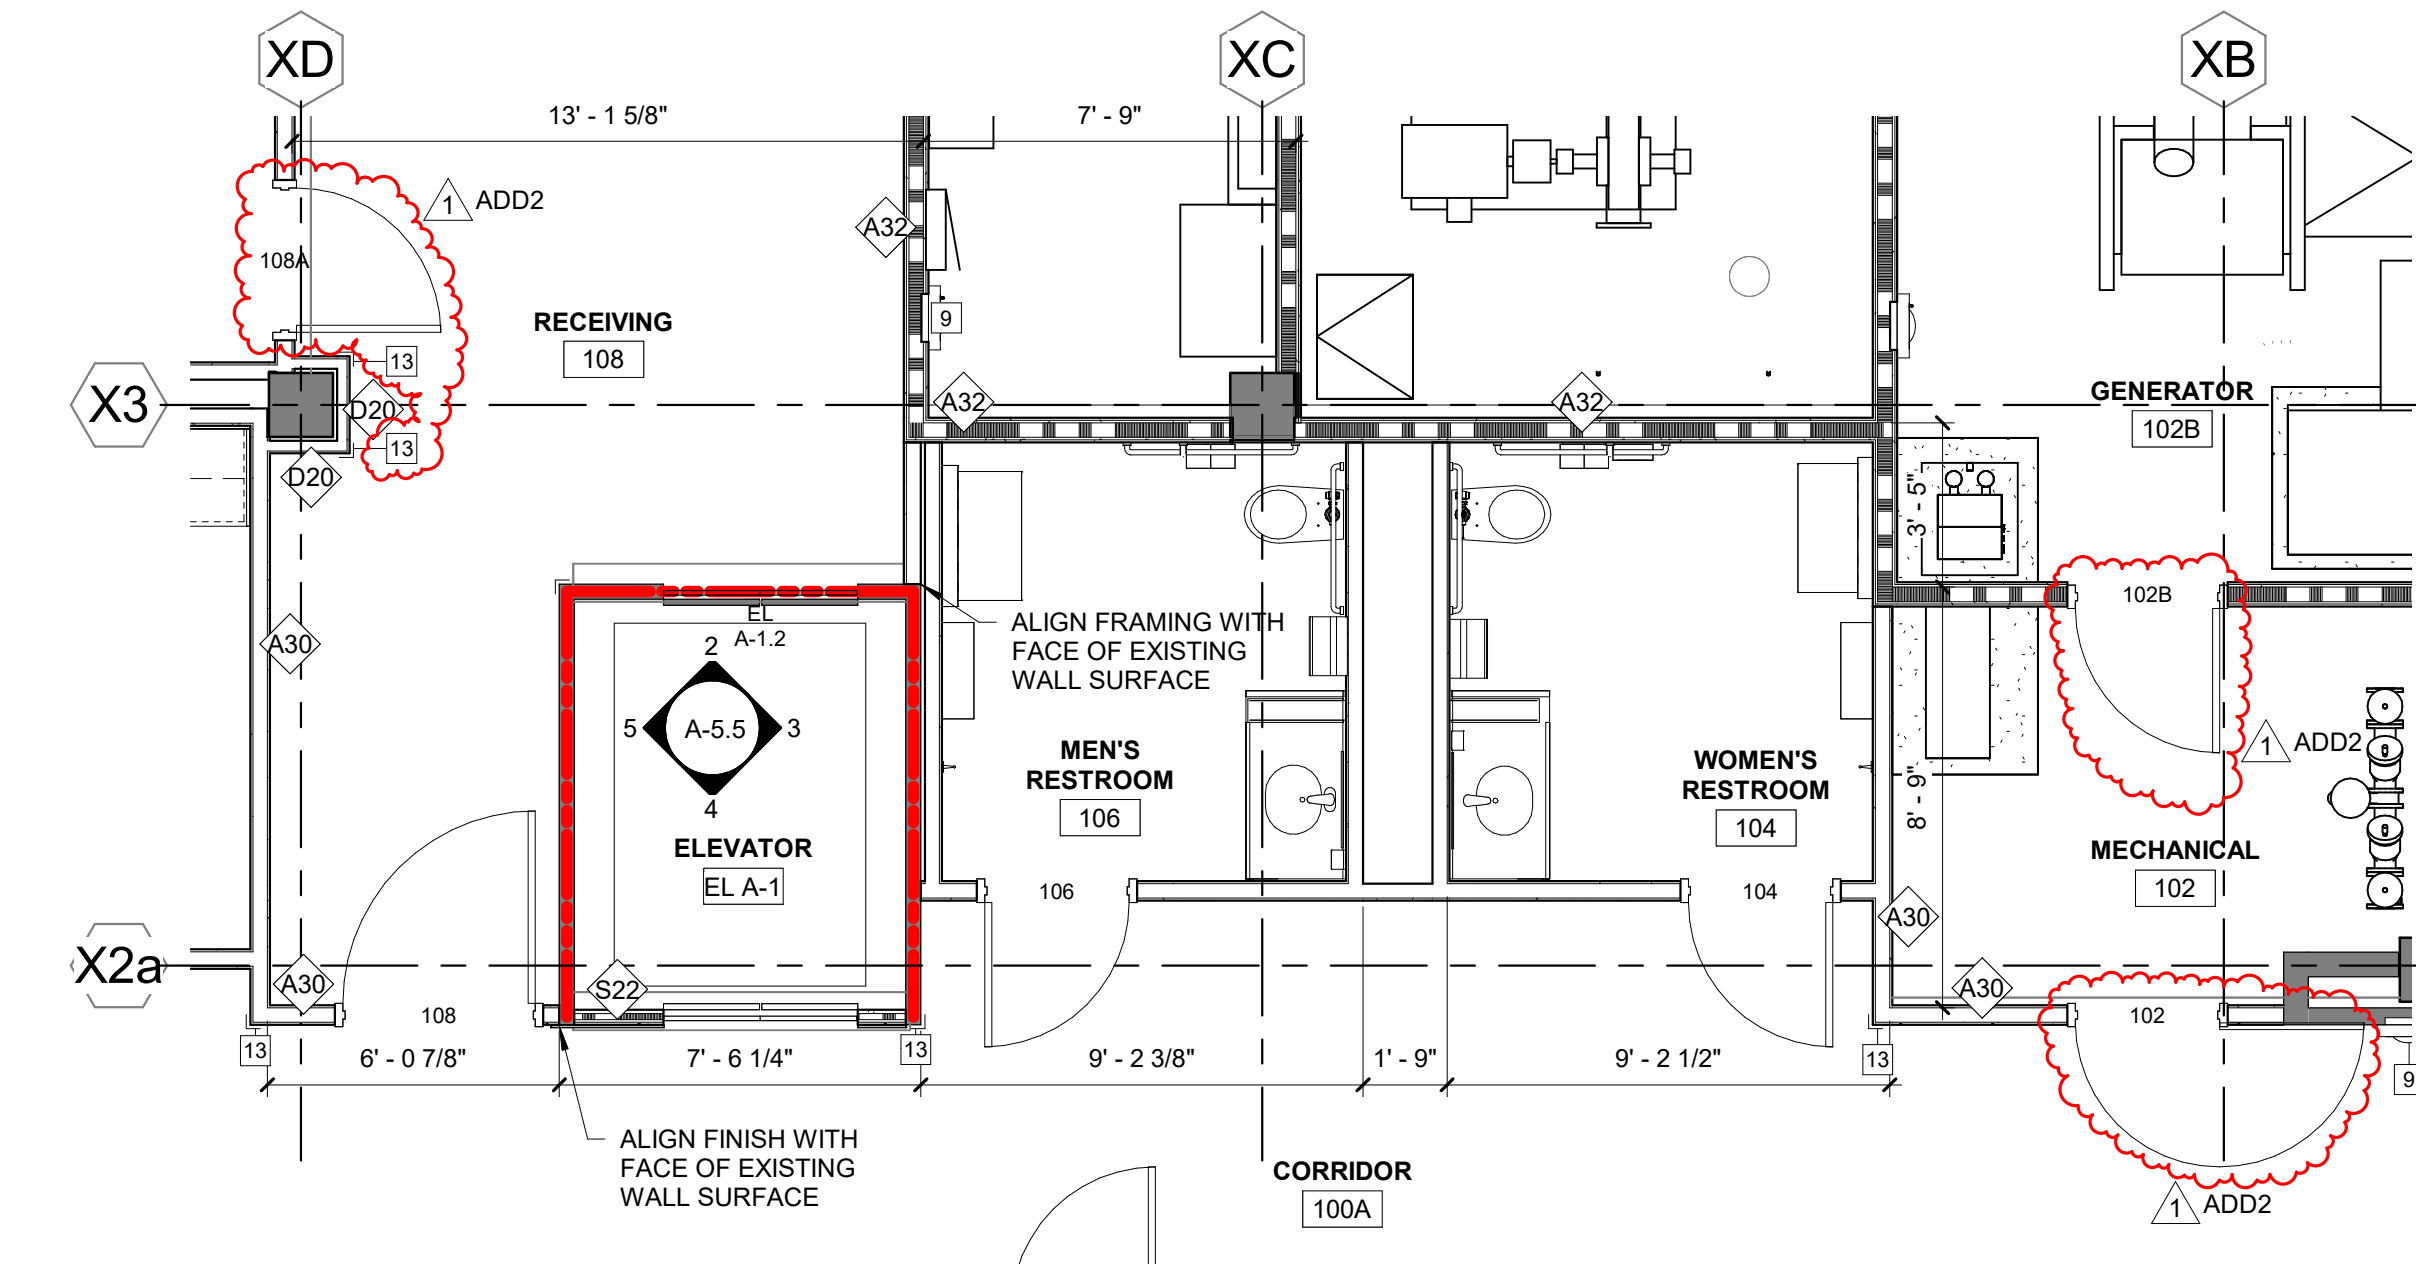 XD
XC
XB
13' - 1 5/8"
7' - 9"
1 ADD2
A32
108A
RECEIVING
108
9
13
X3
D20
A32
A32
GENERATOR
102B
13
D20
3' - 5"
102B
EL
A-1.2
ALIGN FRAMING WITH
FACE OF EXISTING
WALL SURFACE
A30
2
5
A-5.5
3
4
MEN'S
RESTROOM
106
WOMEN'S
RESTROOM
104
1 ADD2
8' - 9"
ELEVATOR
EL A-1
MECHANICAL
102
106
104
A30
X2a
A30
S22
A30
108
102
13
6' - 0 7/8"
7' - 6 1/4"
13
9' - 2 3/8"
1' - 9"
9' - 2 1/2"
13
9
ALIGN FINISH WITH
FACE OF EXISTING
WALL SURFACE
CORRIDOR
100A
1 ADD2